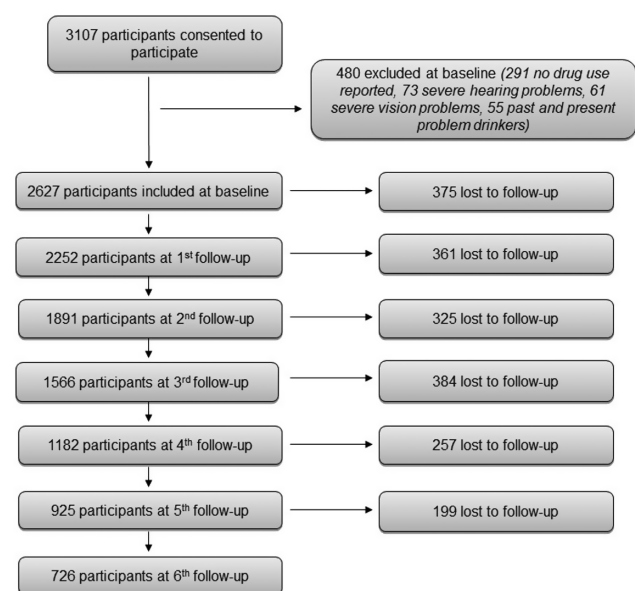 3107 participants consented to
participate
480 excluded at baseline (291 no drug use
reported, 73 severe hearing problems, 61
severe vision problems, 55 past and present
problem drinkers)
2627 participants included at baseline
375 lost to follow-up
2252 participants at 1st follow-up
361 lost to follow-up
1891 participants at 2nd follow-up
325 lost to follow-up
1566 participants at 3rd follow-up
384 lost to follow-up
1182 participants at 4th follow-up
257 lost to follow-up
925 participants at 5th follow-up
199 lost to follow-up
726 participants at 6th follow-up